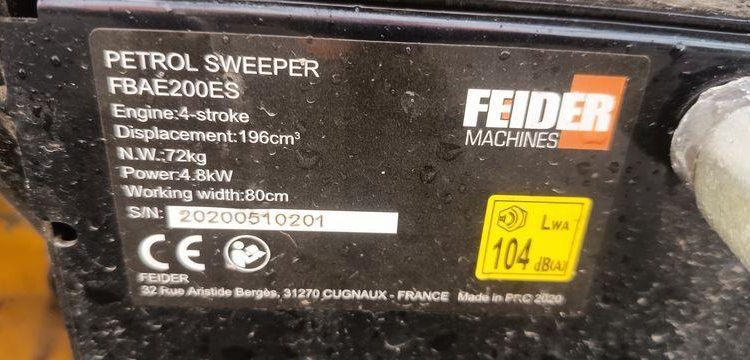 PETROL SWEEPER
FBAE200ES
Engine:4-stroke
Displacement:196cm³
N.W.:72kg
Power:4.8kW
Working width:80cm
S/N: 20200510201
FEIDER
MACHINES
CE
LWA
104 dB(A)
FEIDER
32 Rue Aristide Bergès, 31270 CUGNAUX - FRANCE Made in PRC 2020